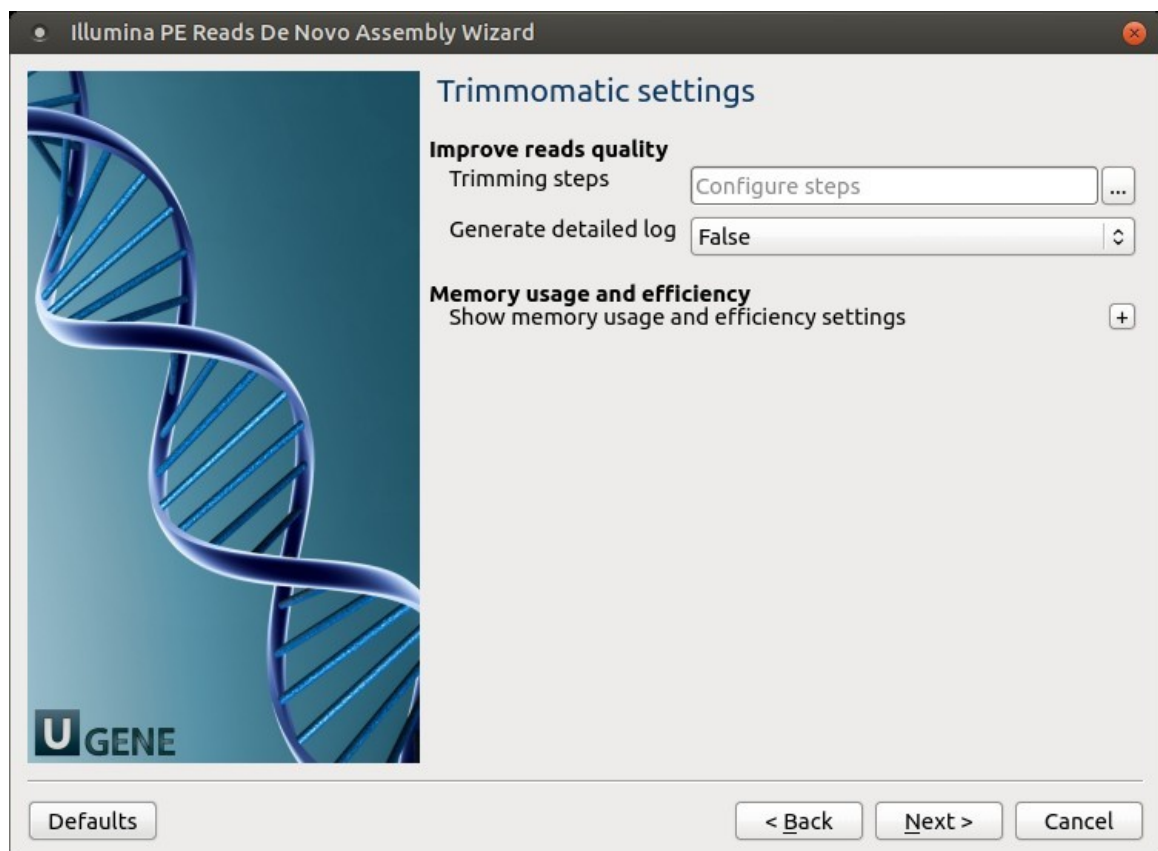 Illumina PE Reads De Novo Assembly Wizard
Trimmomatic settings
Improve reads quality
Trimming steps Configure steps ...
Generate detailed log False
Memory usage and efficiency
Show memory usage and efficiency settings +
U GENE
Defaults < Back Next > Cancel